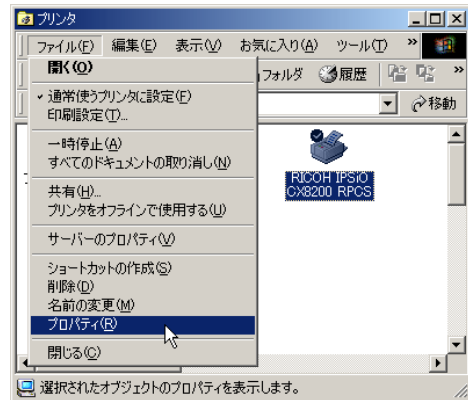 プリンタ
ファイル(F) 編集(E) 表示(V) お気に入り(A) ツール(T) »
開く(O)
フォルダ 履歴 »
通常使うプリンタに設定(F)
印刷設定(T)...
移動
一時停止(A)
すべてのドキュメントの取り消し(N)
共有(H)...
プリンタをオフラインで使用する(U)
サーバーのプロパティ(V)
ショートカットの作成(S)
削除(D)
名前の変更(M)
プロパティ(R)
閉じる(C)
RICOH IPSiO
CX8200 RPCS
選択されたオブジェクトのプロパティを表示します。